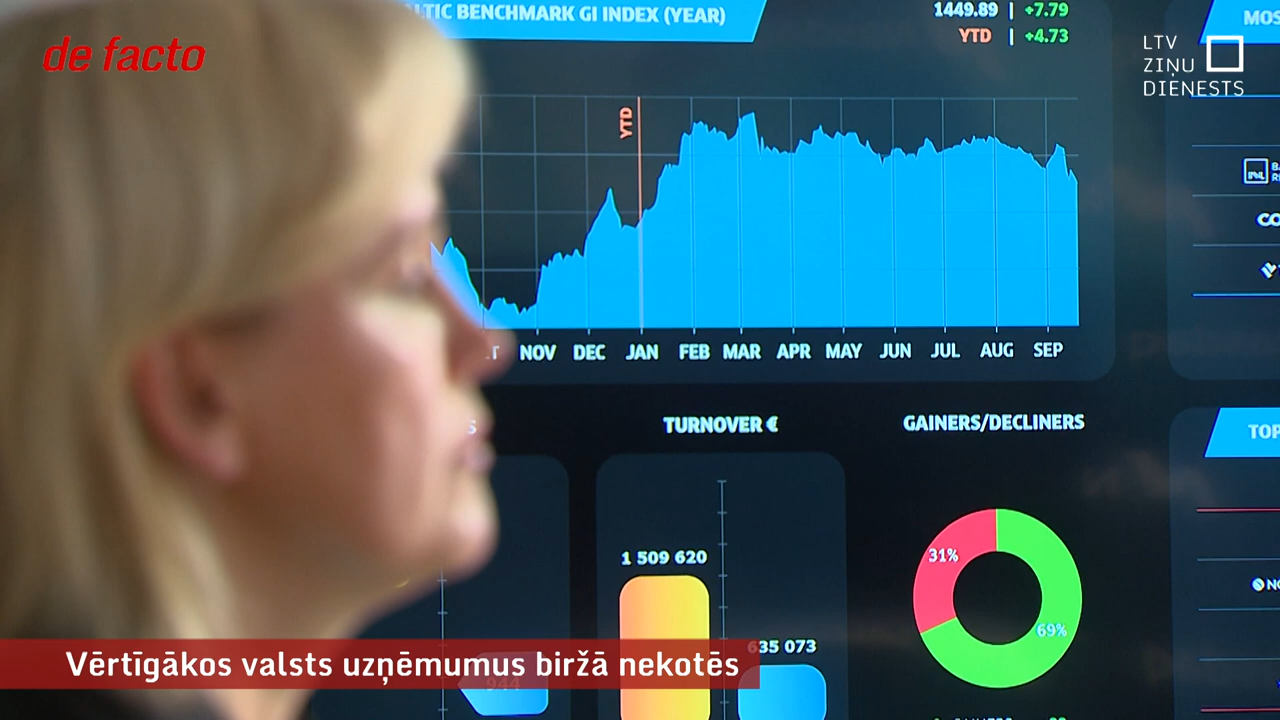 de facto
BENCHMARK GI INDEX (YEAR)
1449.89 | +7.79
YTD | +4.73
LTV
ZIŅU
DIENESTS
YTD
NOV DEC JAN FEB MAR APR MAY JUN JUL AUG SEP
TURNOVER €
GAINERS/DECLINERS
1 509 620
635 073
944
31%
69%
Vērtīgākos valsts uzņēmumus biržā nekotēs